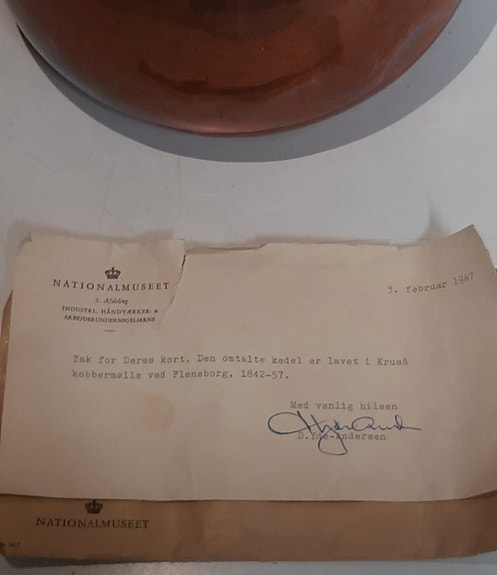 NATIONALMUSEET
3. Afdeling
INDUSTRI, HÅNDVÆRKER- &
ARBEJDERUNDERSØGELSERNE
3. februar 1967
Tak for Deres kort. Den omtalte kedel er lavet i Kruså
kobbermølle ved Flensborg, 1842-57.
Med venlig hilsen
D.Yde-Andersen
NATIONALMUSEET